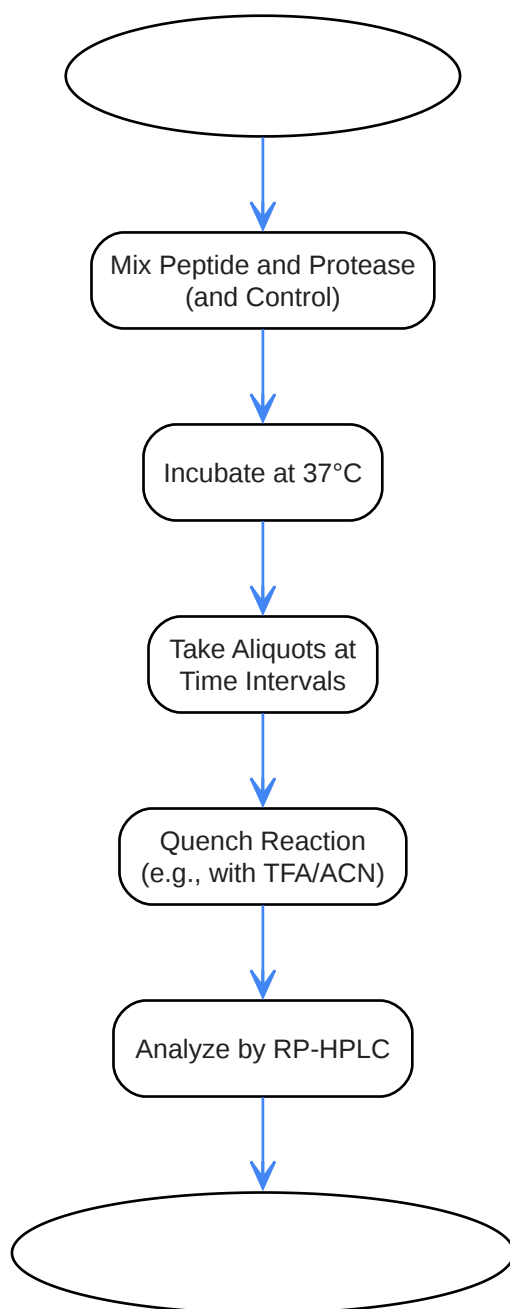 Mix Peptide and Protease
(and Control)
Incubate at 37°C
Take Aliquots at
Time Intervals
Quench Reaction
(e.g., with TFA/ACN)
Analyze by RP-HPLC